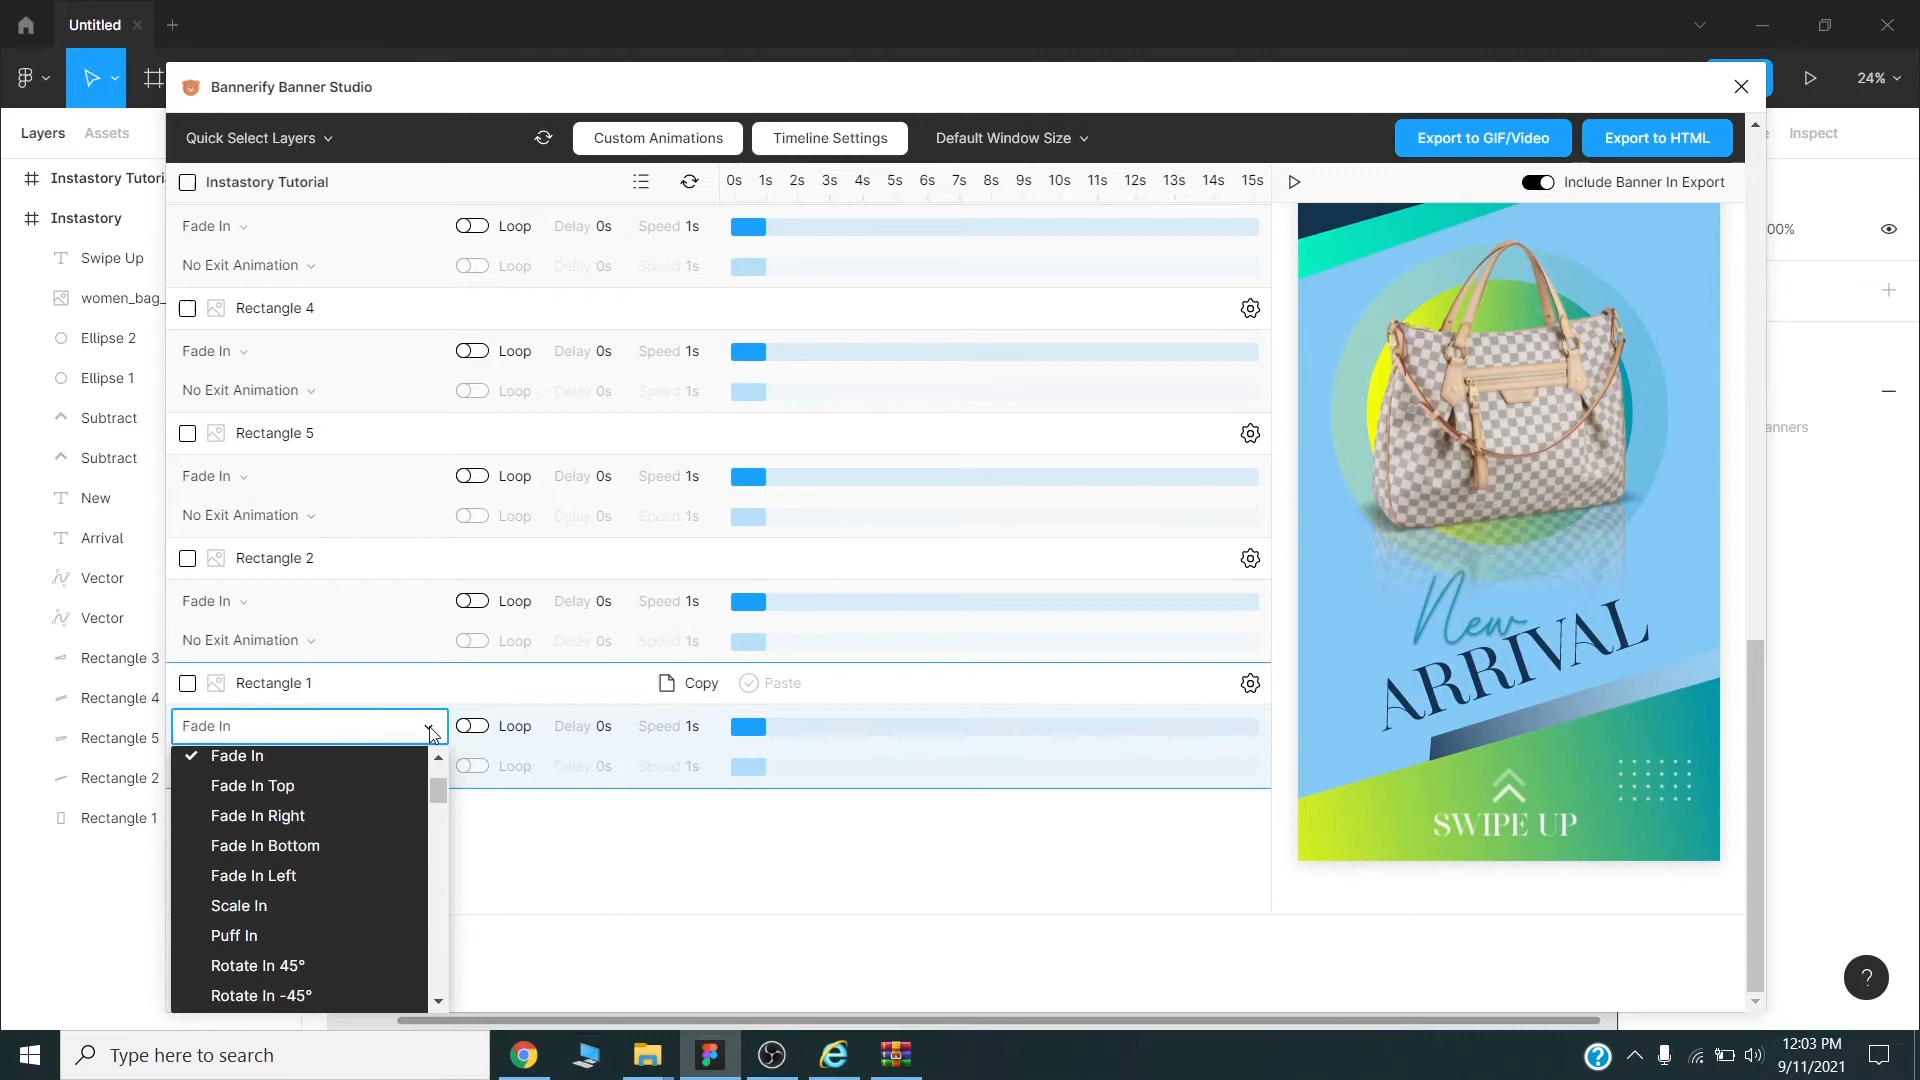 Untitled
24%
Bannerify Banner Studio
Layers
Assets
Inspect
Quick Select Layers
Custom Animations
Timeline Settings
Default Window Size
Export to GIF/Video
Export to HTML
Instastory Tutori
Instastory Tutorial
0s 1s 2s 3s 4s 5s 6s 7s 8s 9s 10s 11s 12s 13s 14s 15s
Include Banner In Export
Instastory
Fade In
Loop
Delay 0s
Speed 1s
00%
Swipe Up
No Exit Animation
Loop
Delay 0s
Speed 1s
women_bag_
Rectangle 4
Ellipse 2
Fade In
Loop
Delay 0s
Speed 1s
Ellipse 1
No Exit Animation
Loop
Delay 0s
Speed 1s
Subtract
Rectangle 5
anners
Subtract
Fade In
Loop
Delay 0s
Speed 1s
New
No Exit Animation
Loop
Delay 0s
Speed 1s
Arrival
Rectangle 2
Vector
Fade In
Loop
Delay 0s
Speed 1s
Vector
No Exit Animation
Loop
Delay 0s
Speed 1s
Rectangle 3
Rectangle 1
Copy
Paste
Rectangle 4
Fade In
Loop
Delay 0s
Speed 1s
Rectangle 5
Loop
Delay 0s
Speed 1s
Rectangle 2
Rectangle 1
Fade In
Fade In Top
Fade In Right
Fade In Bottom
Fade In Left
Scale In
Puff In
Rotate In 45°
Rotate In -45°
New
ARRIVAL
SWIPE UP
?
Type here to search
12:03 PM
9/11/2021